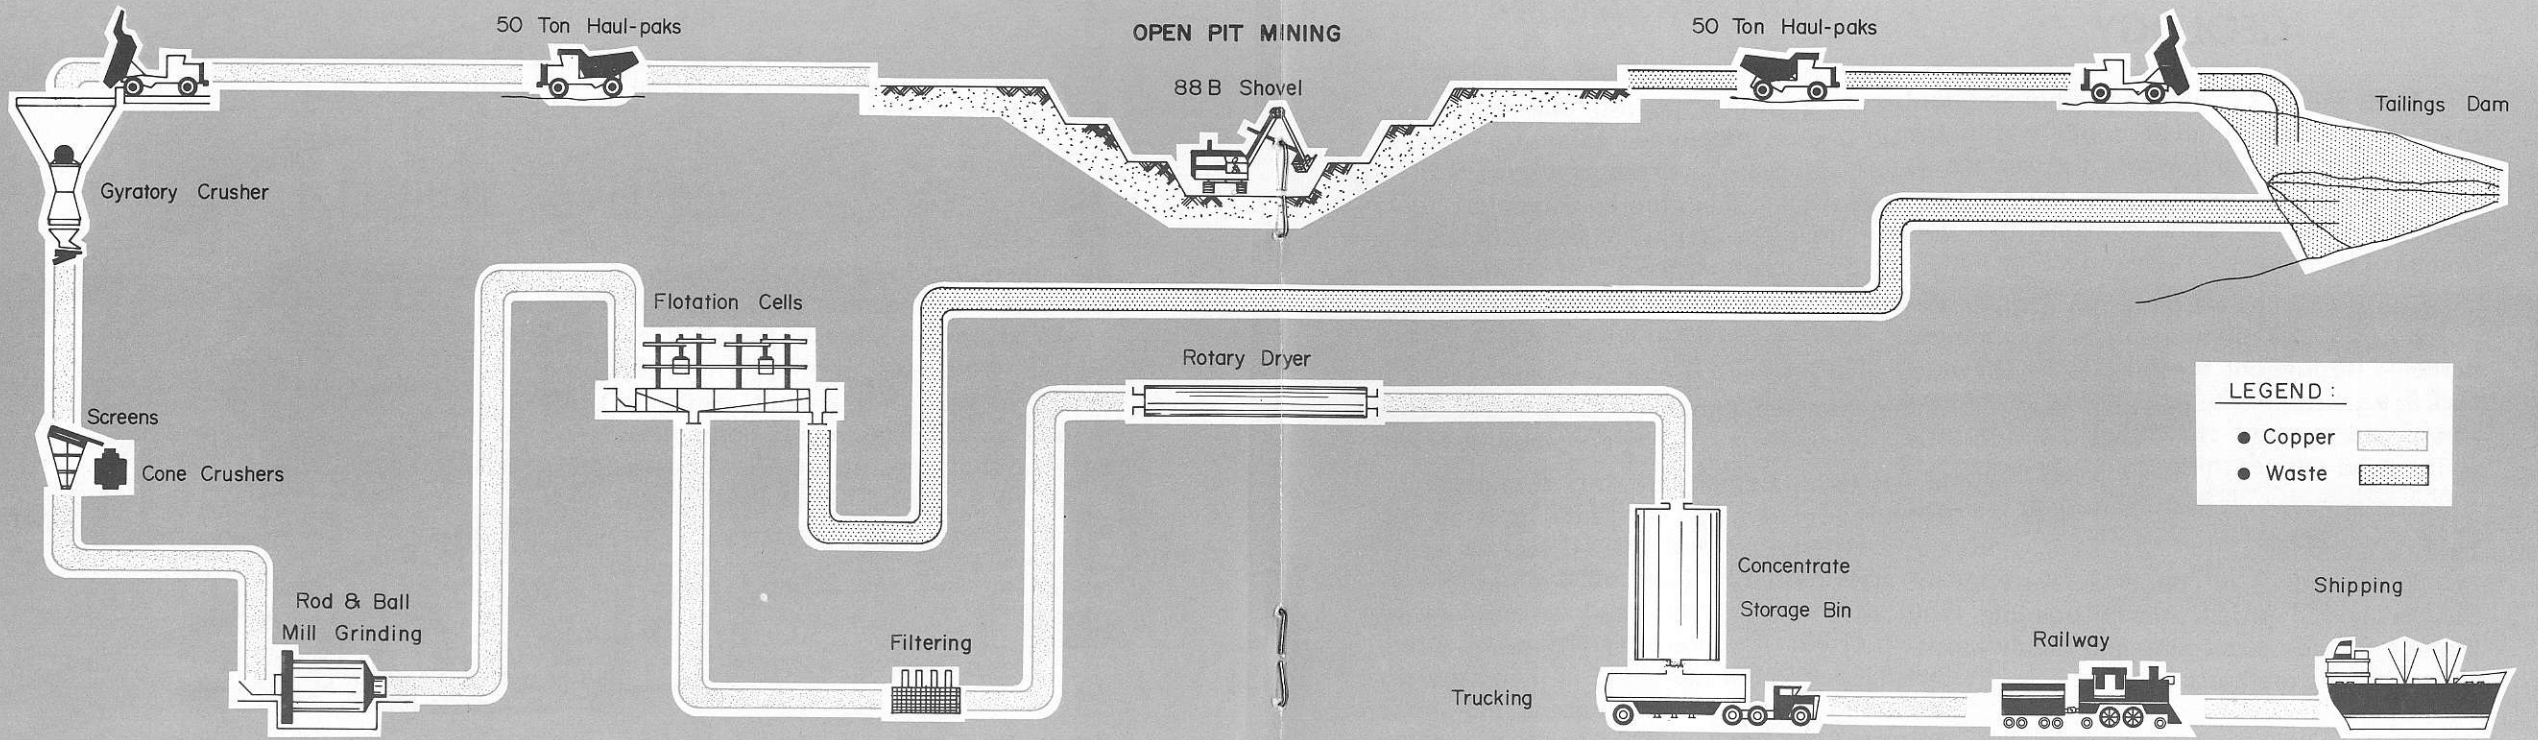 50 Ton Haul-paks
OPEN PIT MINING
50 Ton Haul-paks
88 B Shovel
Tailings Dam
Gyratory Crusher
Flotation Cells
Rotary Dryer
LEGEND :
● Copper
● Waste
Screens
Cone Crushers
Concentrate
Storage Bin
Shipping
Rod & Ball
Mill Grinding
Filtering
Railway
Trucking